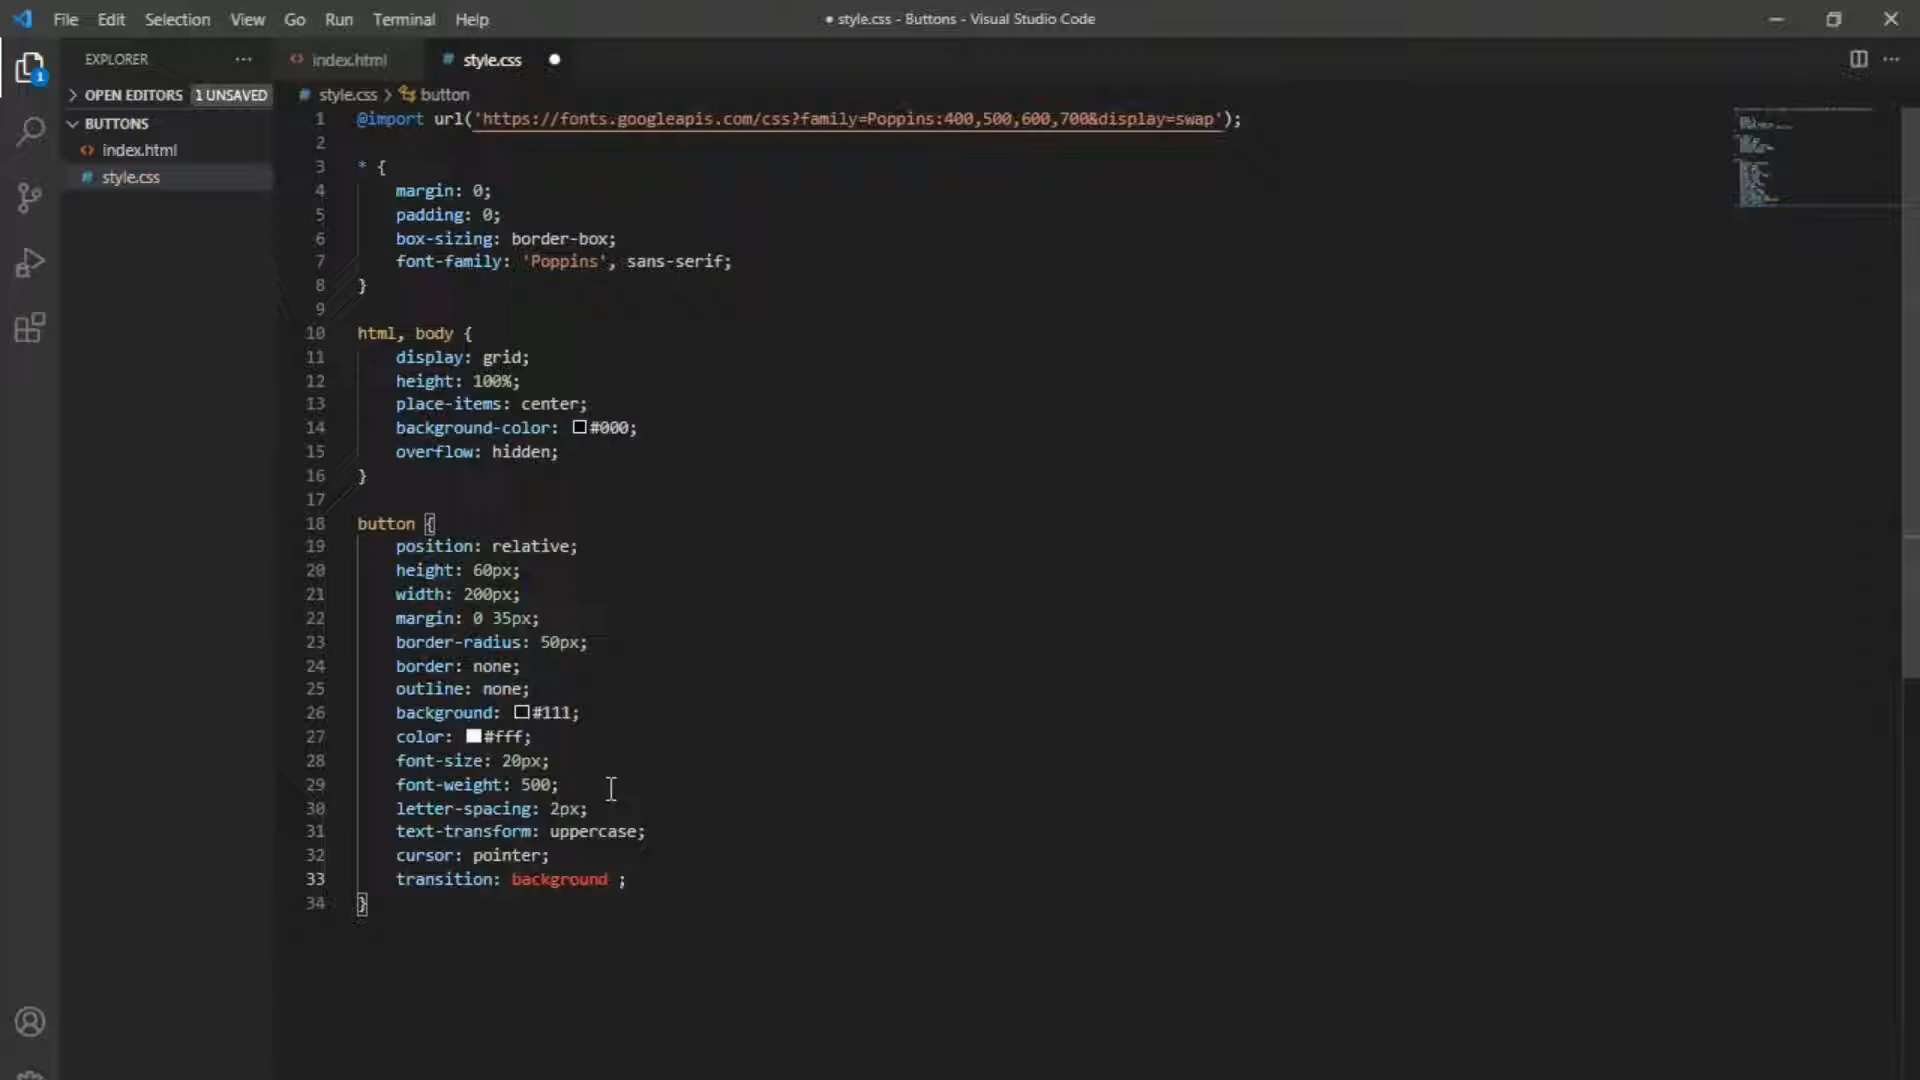 File Edit Selection View Go Run Terminal Help
● style.css - Buttons - Visual Studio Code
EXPLORER
index.html
style.css
OPEN EDITORS 1 UNSAVED
style.css > button
BUTTONS
index.html
style.css
1
1 @import url('https://fonts.googleapis.com/css?family=Poppins:400,500,600,700&display=swap');
2
3 * {
4 margin: 0;
5 padding: 0;
6 box-sizing: border-box;
7 font-family: 'Poppins', sans-serif;
8 }
9
10 html, body {
11 display: grid;
12 height: 100%;
13 place-items: center;
14 background-color: #000;
15 overflow: hidden;
16 }
17
18 button {
19 position: relative;
20 height: 60px;
21 width: 200px;
22 margin: 0 35px;
23 border-radius: 50px;
24 border: none;
25 outline: none;
26 background: #111;
27 color: #fff;
28 font-size: 20px;
29 font-weight: 500;
30 letter-spacing: 2px;
31 text-transform: uppercase;
32 cursor: pointer;
33 transition: background ;
34 }